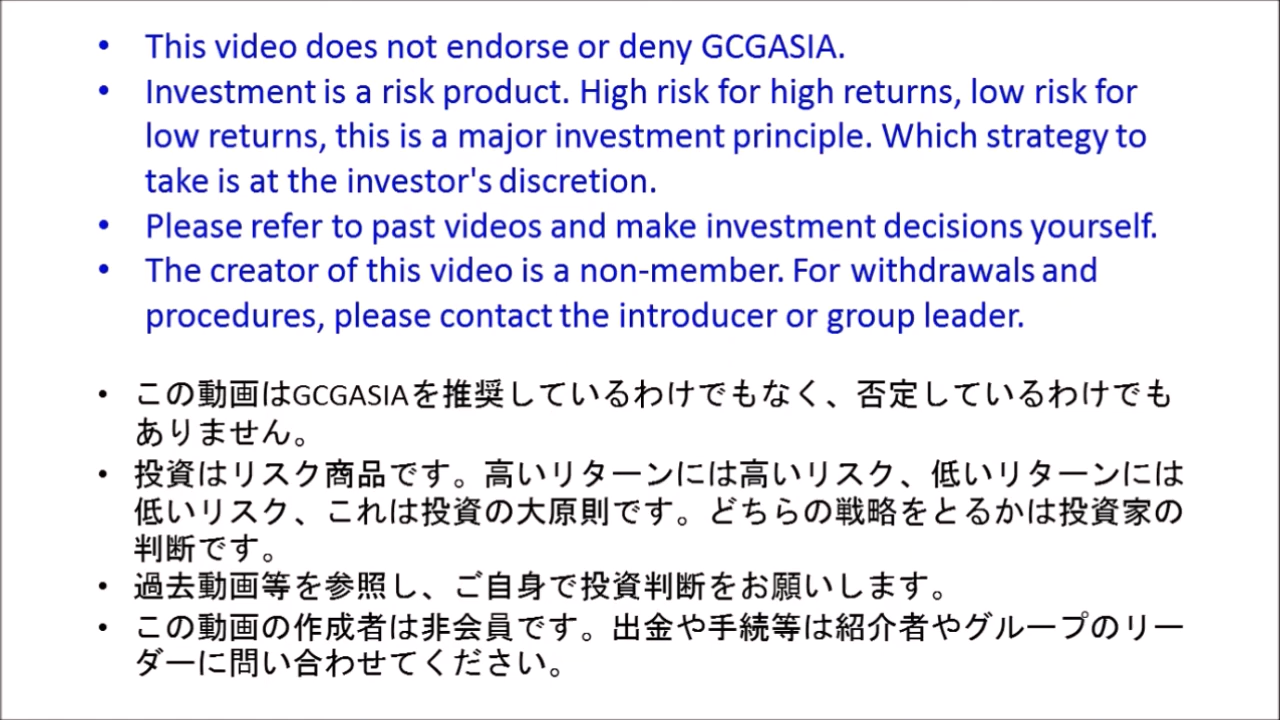 • This video does not endorse or deny GCGASIA.
• Investment is a risk product. High risk for high returns, low risk for
low returns, this is a major investment principle. Which strategy to
take is at the investor's discretion.
• Please refer to past videos and make investment decisions yourself.
• The creator of this video is a non-member. For withdrawals and
procedures, please contact the introducer or group leader.
• この動画はGCGASIAを推奨しているわけでもなく、否定しているわけでも
ありません。
• 投資はリスク商品です。高いリターンには高いリスク、低いリターンには
低いリスク、これは投資の大原則です。どちらの戦略をとるかは投資家の
判断です。
• 過去動画等を参照し、ご自身で投資判断をお願いします。
• この動画の作成者は非会員です。出金や手続等は紹介者やグループのリー
ダーに問い合わせてください。